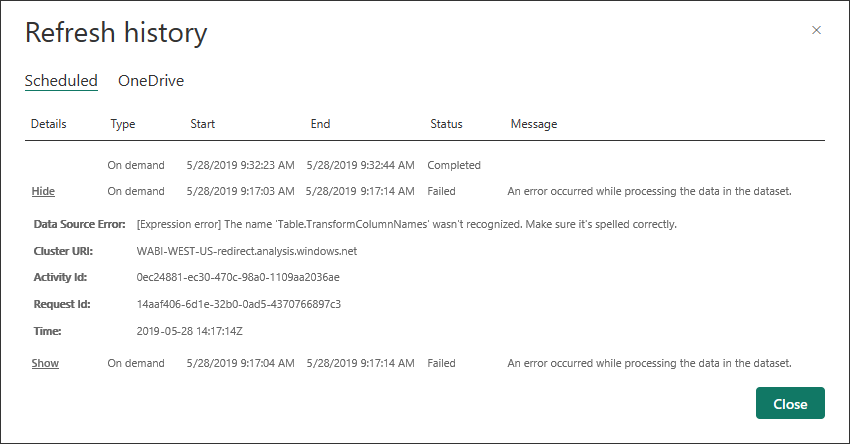 Refresh history
×
Scheduled OneDrive
Details Type Start End Status Message
On demand 5/28/2019 9:32:23 AM 5/28/2019 9:32:44 AM Completed
Hide On demand 5/28/2019 9:17:03 AM 5/28/2019 9:17:14 AM Failed An error occurred while processing the data in the dataset.
Data Source Error: [Expression error] The name 'Table.TransformColumnNames' wasn't recognized. Make sure it's spelled correctly.
Cluster URI: WABI-WEST-US-redirect.analysis.windows.net
Activity Id: 0ec24881-ec30-470c-98a0-1109aa2036ae
Request Id: 14aaf406-6d1e-32b0-0ad5-4370766897c3
Time: 2019-05-28 14:17:14Z
Show On demand 5/28/2019 9:17:04 AM 5/28/2019 9:17:14 AM Failed An error occurred while processing the data in the dataset.
Close